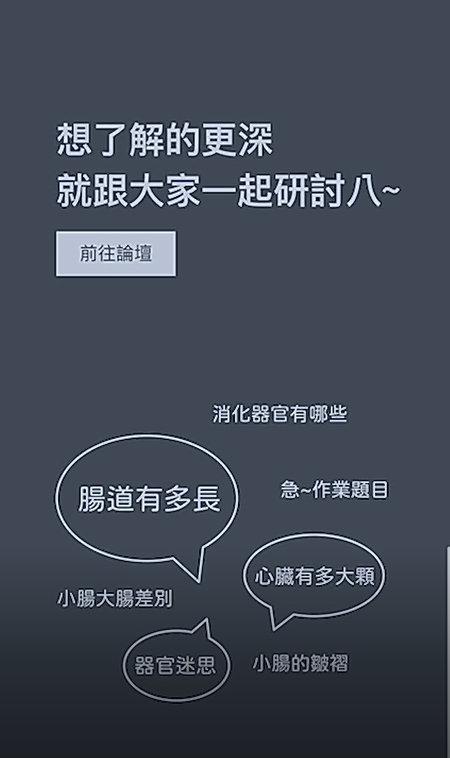 想了解的更深
就跟大家一起研討八~
前往論壇
消化器官有哪些
腸道有多長
急~作業題目
心臟有多大顆
小腸大腸差別
器官迷思
小腸的皺褶